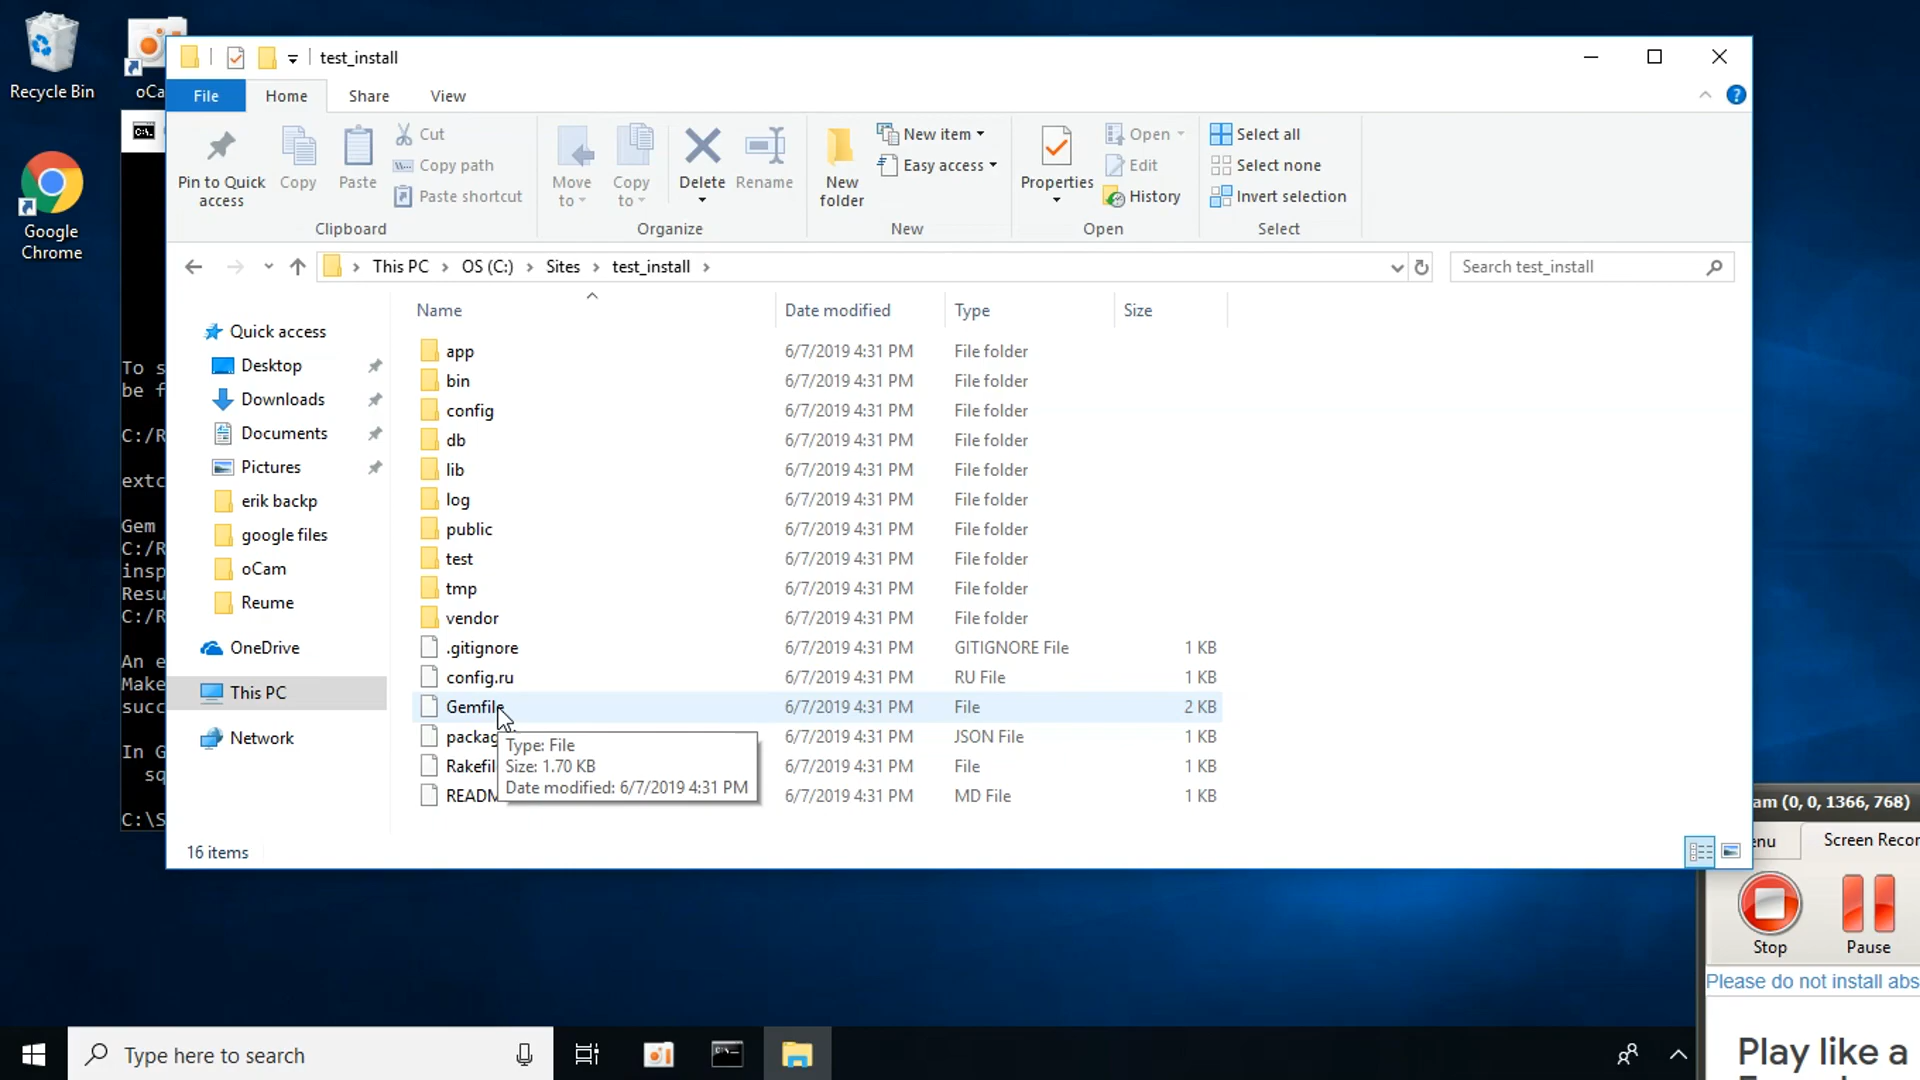 Recycle Bin
oCa
Google
Chrome
test_install
File
Home
Share
View
Pin to Quick
access
Copy
Paste
Cut
Copy path
Paste shortcut
Clipboard
Move
to
Copy
to
Delete
Rename
Organize
New
folder
New item
Easy access
New
Properties
Open
Edit
History
Open
Select all
Select none
Invert selection
Select
This PC > OS (C:) > Sites > test_install >
Search test_install
Quick access
Desktop
Downloads
Documents
Pictures
erik backp
google files
oCam
Reume
OneDrive
This PC
Network
Name Date modified Type Size
app 6/7/2019 4:31 PM File folder
bin 6/7/2019 4:31 PM File folder
config 6/7/2019 4:31 PM File folder
db 6/7/2019 4:31 PM File folder
lib 6/7/2019 4:31 PM File folder
log 6/7/2019 4:31 PM File folder
public 6/7/2019 4:31 PM File folder
test 6/7/2019 4:31 PM File folder
tmp 6/7/2019 4:31 PM File folder
vendor 6/7/2019 4:31 PM File folder
.gitignore 6/7/2019 4:31 PM GITIGNORE File 1 KB
config.ru 6/7/2019 4:31 PM RU File 1 KB
Gemfile 6/7/2019 4:31 PM File 2 KB
packag 6/7/2019 4:31 PM JSON File 1 KB
Rakefil 6/7/2019 4:31 PM File 1 KB
READM 6/7/2019 4:31 PM MD File 1 KB
Type: File
Size: 1.70 KB
Date modified: 6/7/2019 4:31 PM
16 items
To s
be f
C:/R
extc
Gem
C:/R
insp
Resu
C:/R
An e
Make
succ
In G
sq
C:\S
am (0, 0, 1366, 768)
enu
Screen Recor
Stop
Pause
Please do not install abs
Play like a
Type here to search